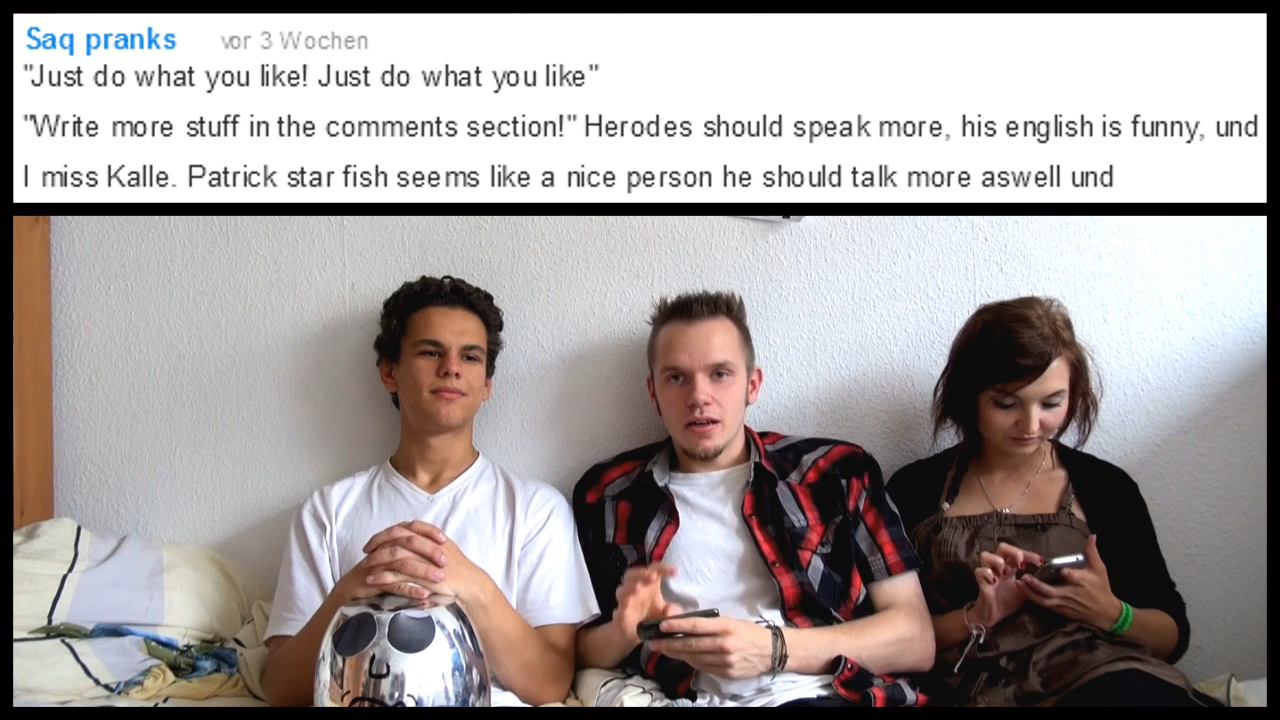 Saq pranks vor 3 Wochen
"Just do what you like! Just do what you like"
"Write more stuff in the comments section!" Herodes should speak more, his english is funny, und
I miss Kalle. Patrick star fish seems like a nice person he should talk more aswell und